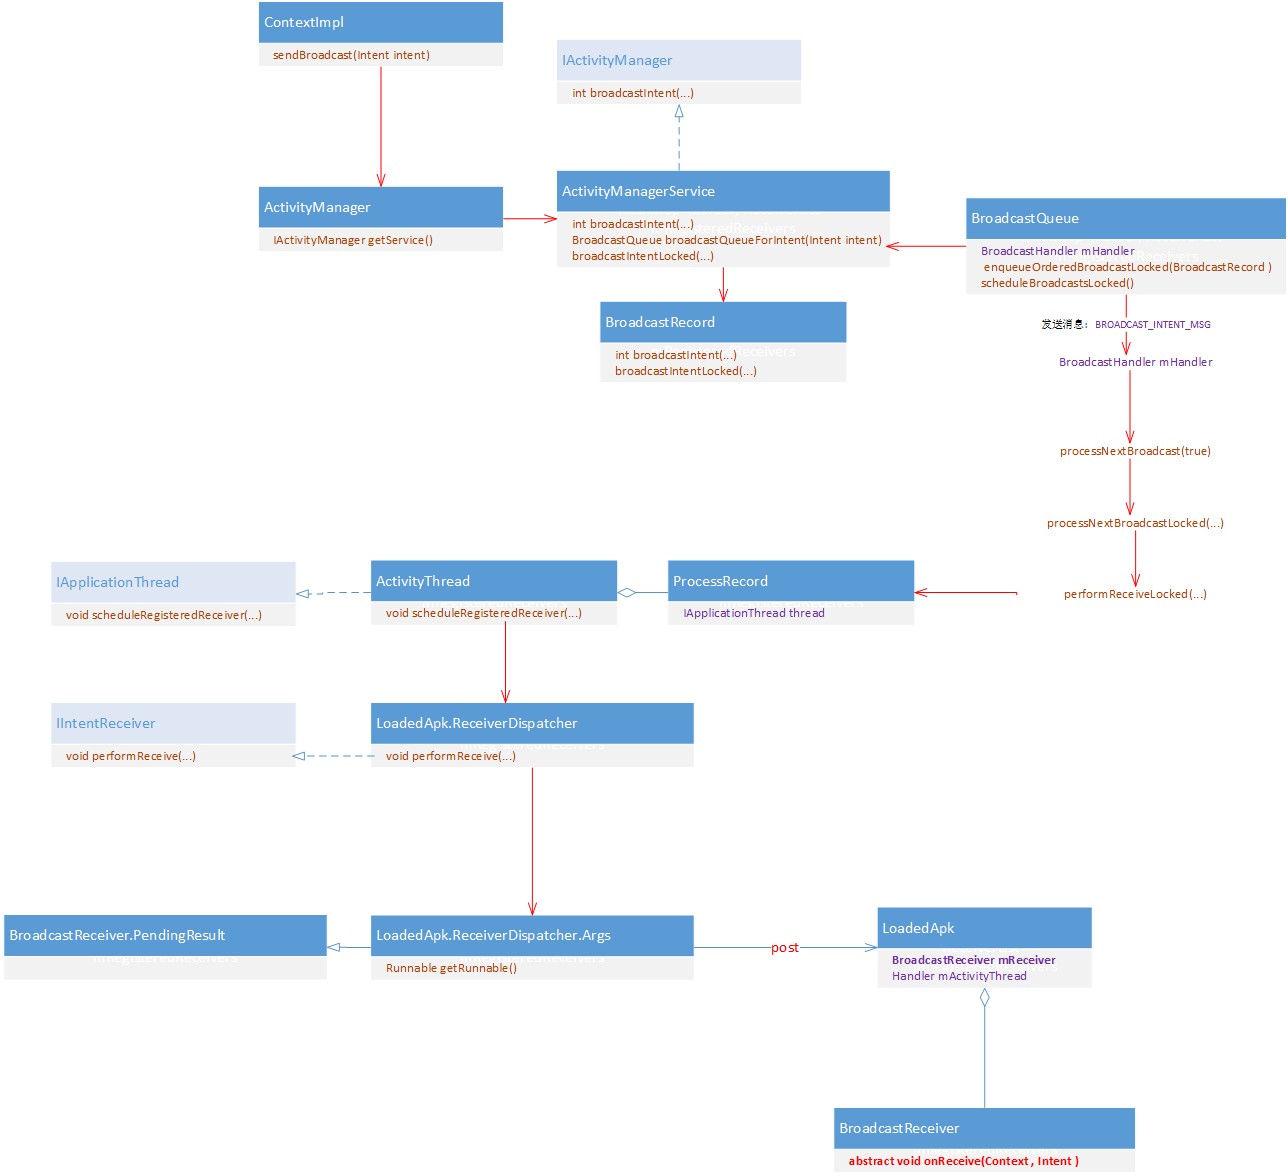 ContextImpl
sendBroadcast(Intent intent)
IActivityManager
int broadcastIntent(...)
ActivityManager
IActivityManager getService()
ActivityManagerService
int broadcastIntent(...)
BroadcastQueue broadcastQueueForIntent(Intent intent)
broadcastIntentLocked(...)
BroadcastQueue
BroadcastHandler mHandler
enqueueOrderedBroadcastLocked(BroadcastRecord )
scheduleBroadcastsLocked()
BroadcastRecord
int broadcastIntent(...)
broadcastIntentLocked(...)
发送消息：BROADCAST_INTENT_MSG
BroadcastHandler mHandler
processNextBroadcast(true)
processNextBroadcastLocked(...)
performReceiveLocked(...)
IApplicationThread
void scheduleRegisteredReceiver(...)
ActivityThread
void scheduleRegisteredReceiver(...)
ProcessRecord
IApplicationThread thread
IIntentReceiver
void performReceive(...)
LoadedApk.ReceiverDispatcher
void performReceive(...)
BroadcastReceiver.PendingResult
LoadedApk.ReceiverDispatcher.Args
Runnable getRunnable()
post
LoadedApk
BroadcastReceiver mReceiver
Handler mActivityThread
BroadcastReceiver
abstract void onReceive(Context , Intent )